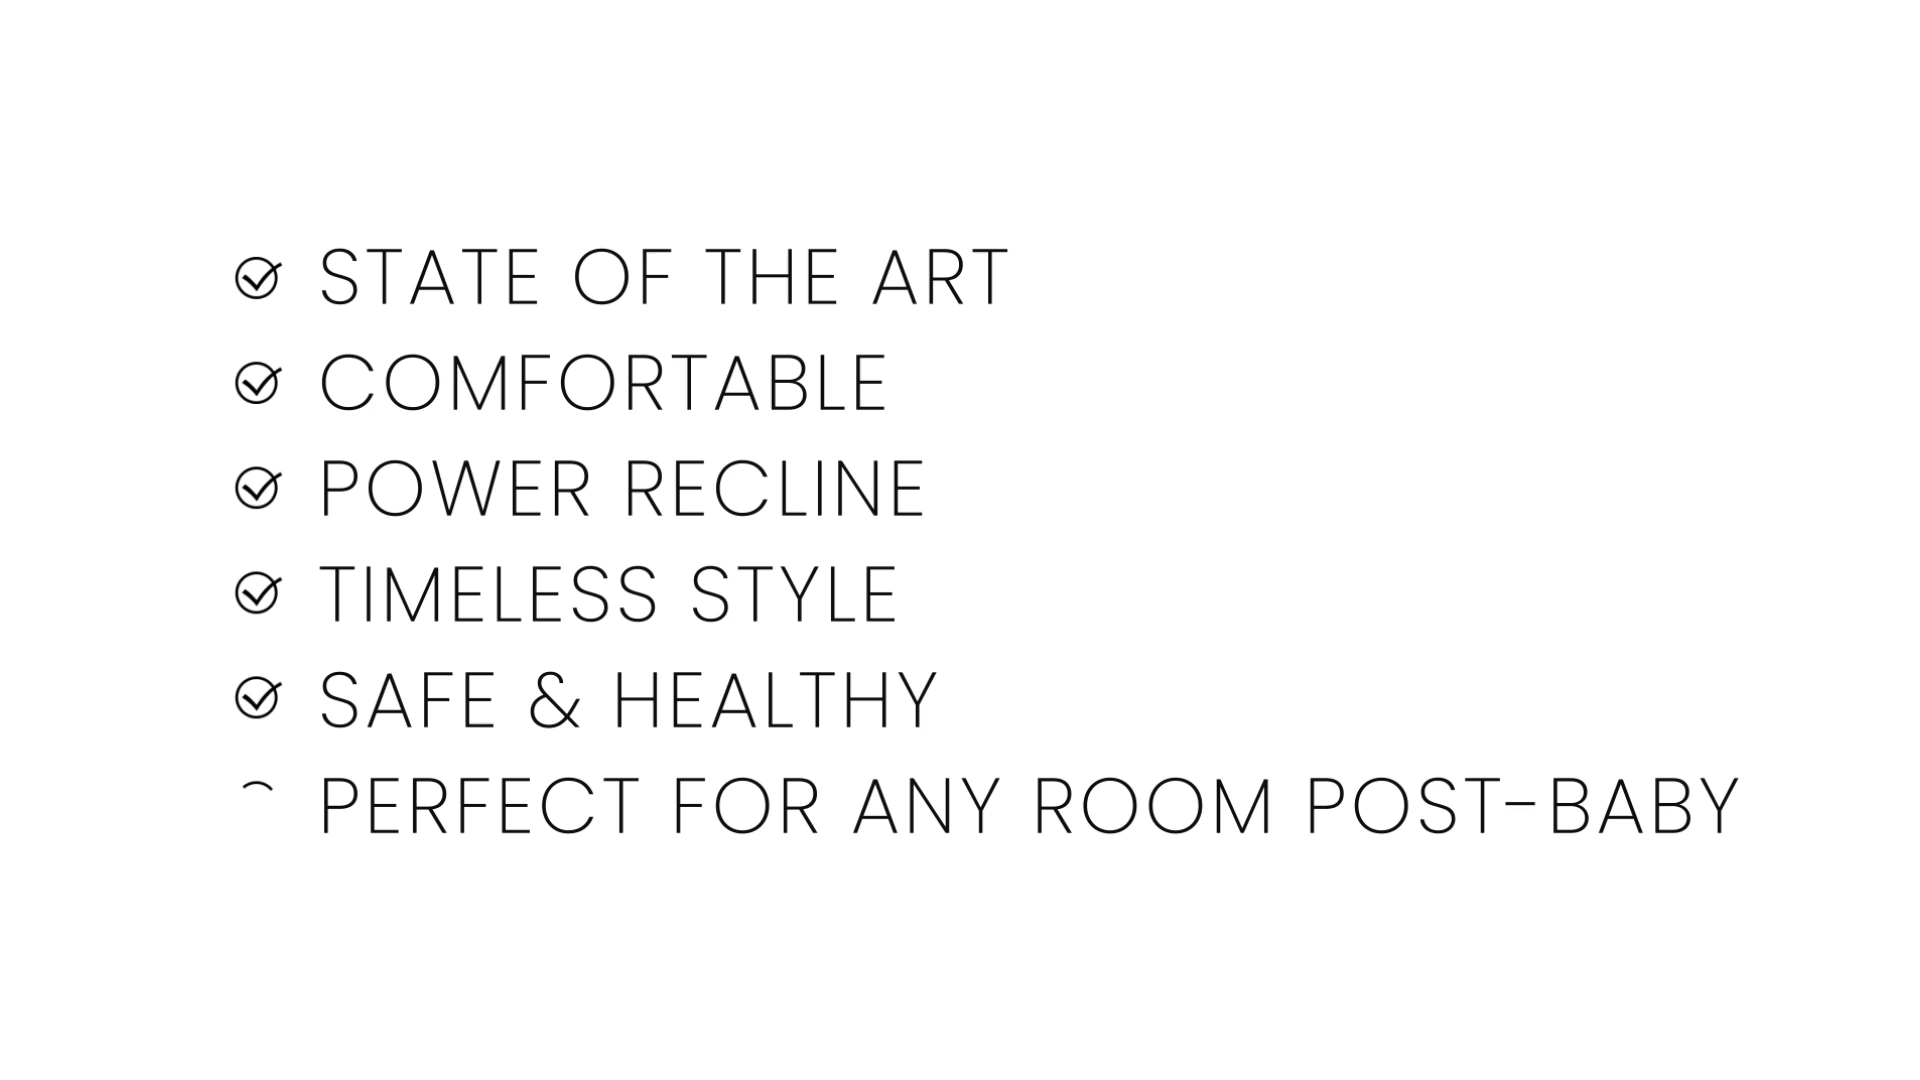 STATE OF THE ART
COMFORTABLE
POWER RECLINE
TIMELESS STYLE
SAFE & HEALTHY
PERFECT FOR ANY ROOM POST-BABY